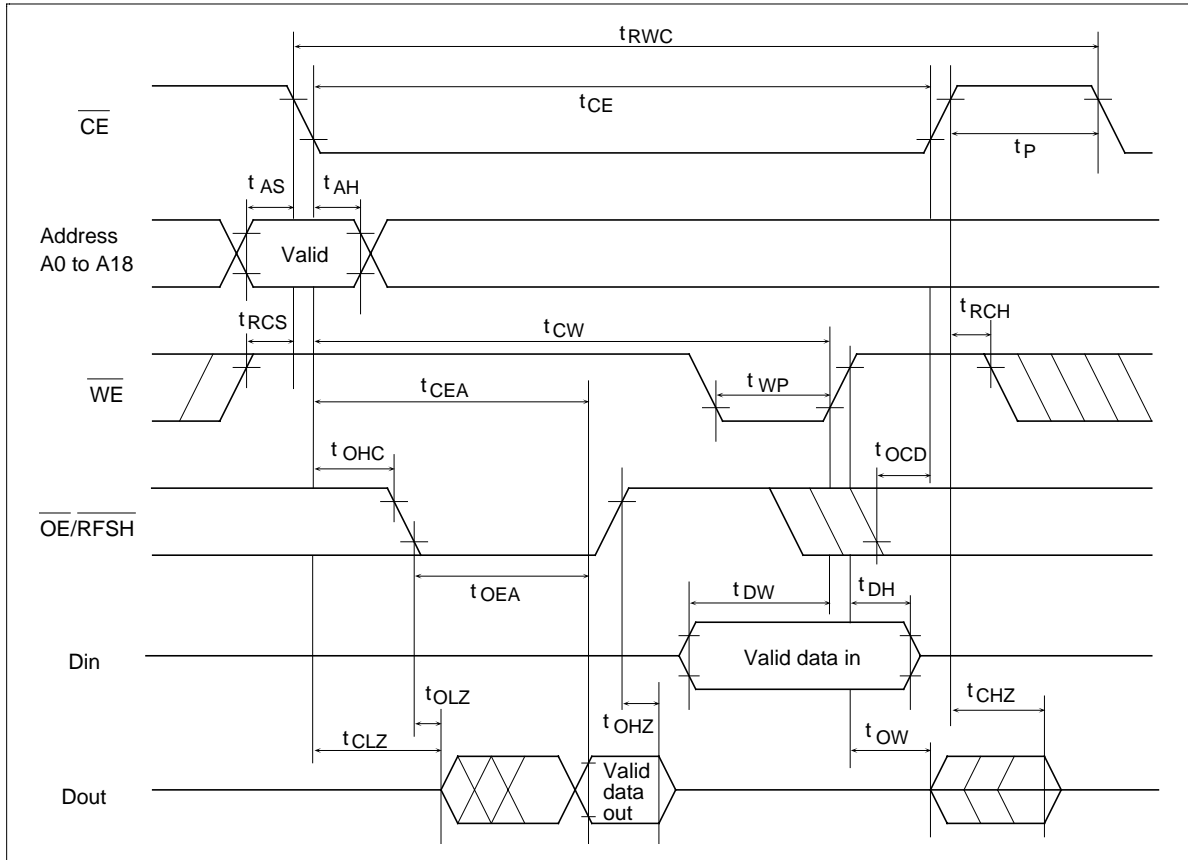 tRWC
tCE
CE
tP
tAS
tAH
Address
A0 to A18
Valid
tRCS
tCW
tRCH
WE
tCEA
tWP
tOHC
tOCD
OE/RFSH
tOEA
tDW
tDH
Din
Valid data in
tOLZ
tOHZ
tCHZ
tCLZ
tOW
Dout
Valid
data
out